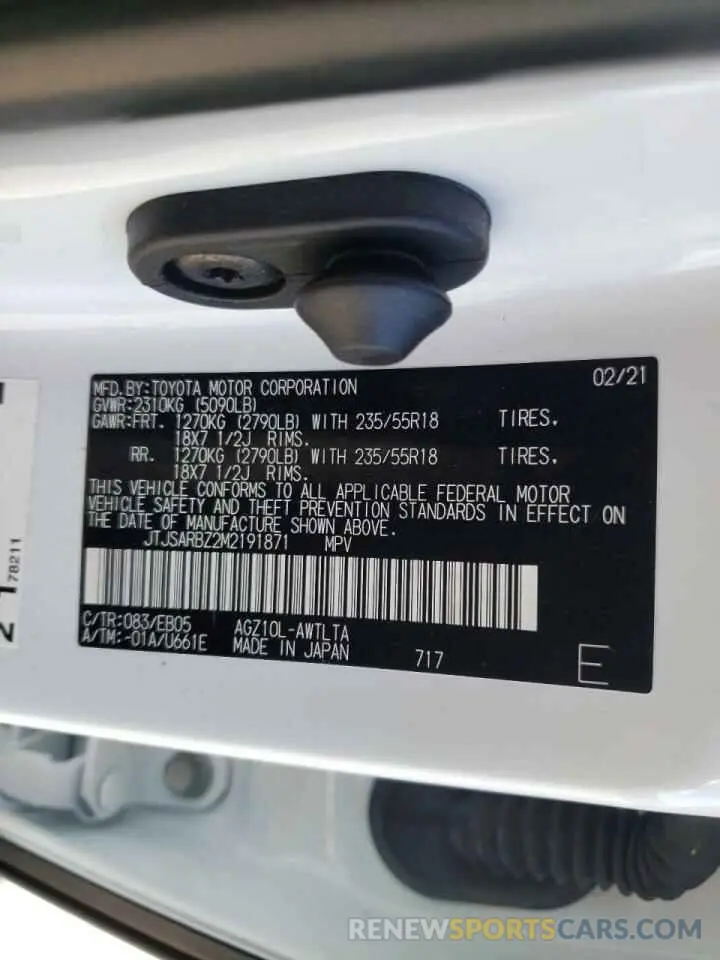 MFD.BY:TOYOTA MOTOR CORPORATION 02/21
GVWR:2310KG (5090LB)
GAWR:FRT. 1270KG (2790LB) WITH 235/55R18 TIRES.
18X7 1/2J RIMS.
RR. 1270KG (2790LB) WITH 235/55R18 TIRES.
18X7 1/2J RIMS.
THIS VEHICLE CONFORMS TO ALL APPLICABLE FEDERAL MOTOR
VEHICLE SAFETY AND THEFT PREVENTION STANDARDS IN EFFECT ON
THE DATE OF MANUFACTURE SHOWN ABOVE.
JTJSARBZ2M2191871 MPV
C/TR:083/EB05 AGZ10L-AWTLTA
A/TM:-01A/U661E MADE IN JAPAN 717 E
78211
RENEWSPORTSCARS.COM